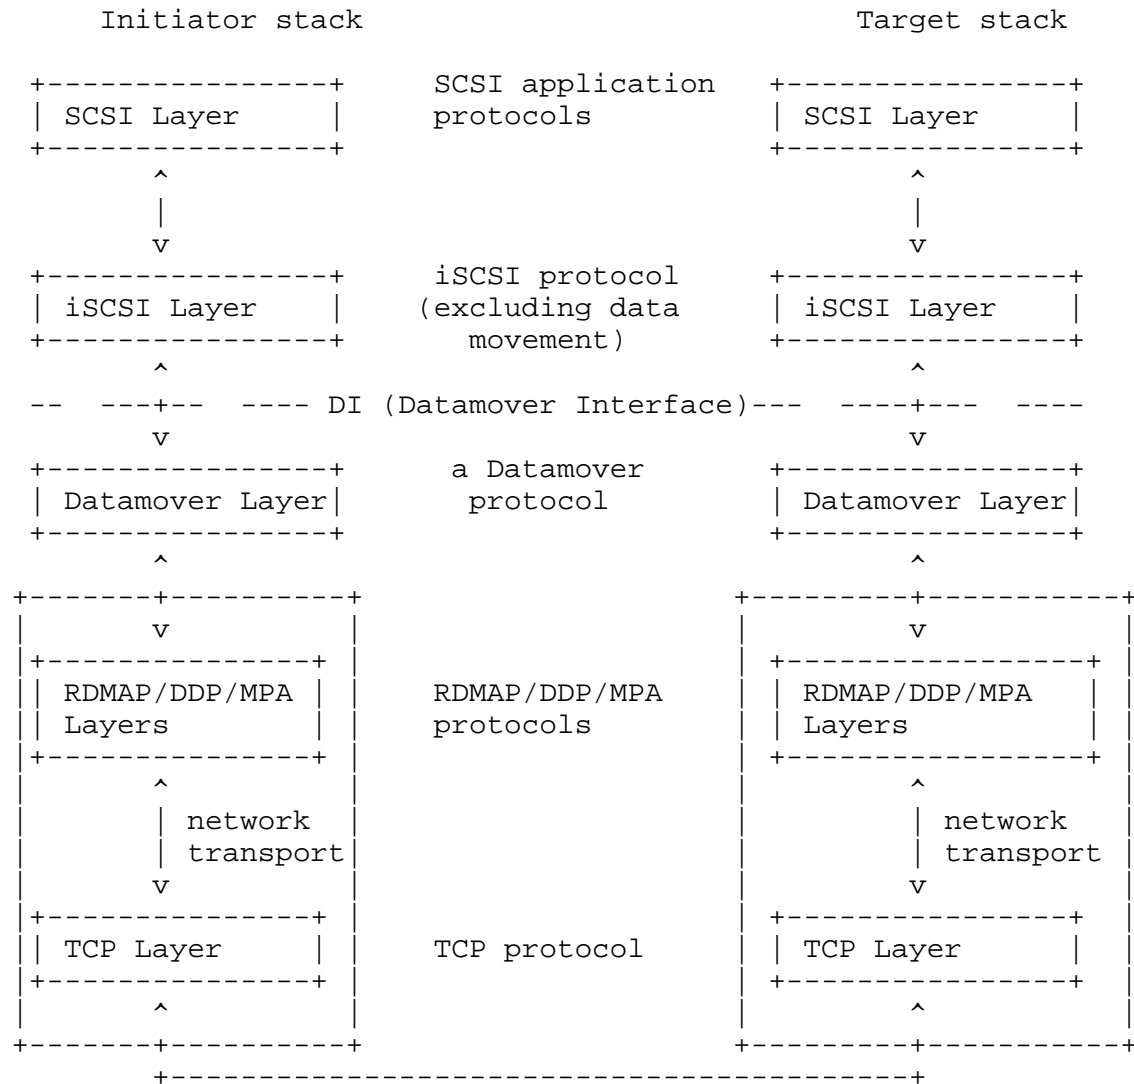 Initiator stack Target stack
SCSI application
SCSI Layer protocols SCSI Layer
iSCSI protocol
iSCSI Layer (excluding data iSCSI Layer
movement)
DI (Datamover Interface)
a Datamover
Datamover Layer protocol Datamover Layer
RDMAP/DDP/MPA RDMAP/DDP/MPA RDMAP/DDP/MPA
Layers protocols Layers
network network
transport transport
TCP Layer TCP protocol TCP Layer